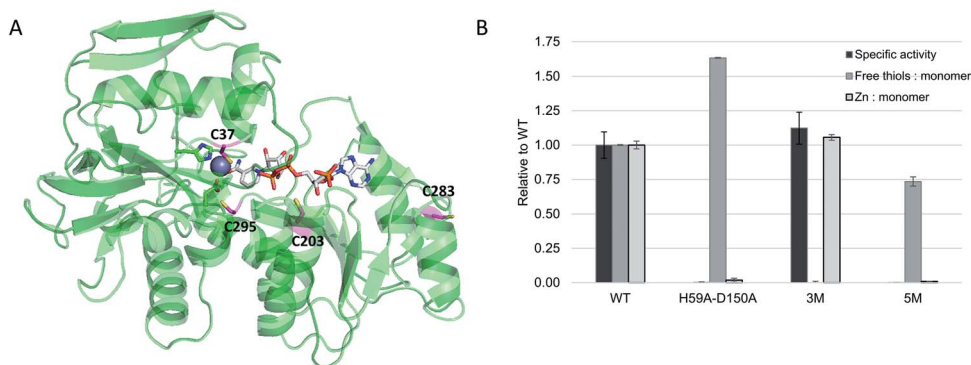 A
C37
C295
C203
C283
B
Relative to WT
1.75
1.50
1.25
1.00
0.75
0.50
0.25
0.00
Specific activity
Free thiols : monomer
Zn : monomer
WT
H59A-D150A
3M
5M